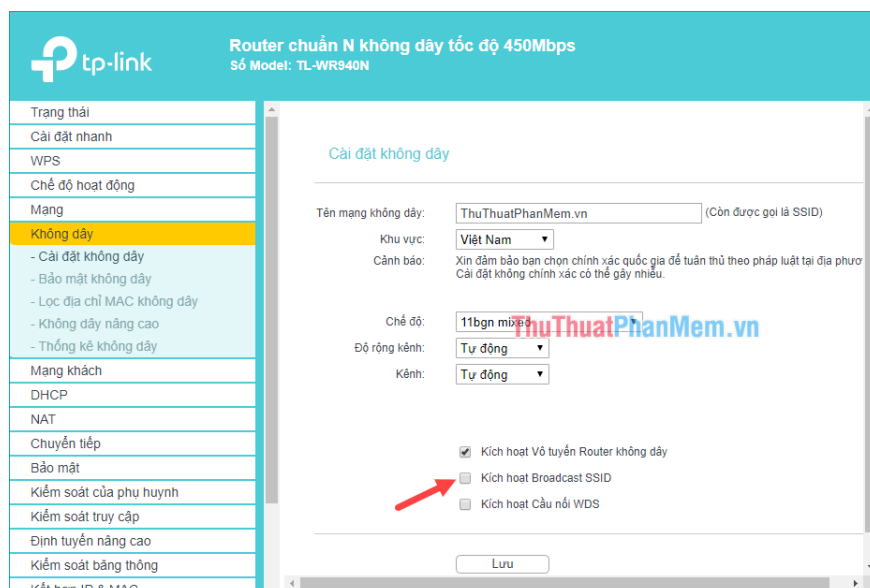 tp-link
Router chuẩn N không dây tốc độ 450Mbps
Số Model: TL-WR940N
Trạng thái
Cài đặt nhanh
WPS
Chế độ hoạt động
Mạng
Không dây
- Cài đặt không dây
- Bảo mật không dây
- Lọc địa chỉ MAC không dây
- Không dây nâng cao
- Thống kê không dây
Mạng khách
DHCP
NAT
Chuyển tiếp
Bảo mật
Kiểm soát của phụ huynh
Kiểm soát truy cập
Định tuyến nâng cao
Kiểm soát băng thông
Kết hợp IP & MAC
Cài đặt không dây
Tên mạng không dây: ThuThuatPhanMem.vn (Còn được gọi là SSID)
Khu vực: Việt Nam
Cảnh báo: Xin đảm bảo bạn chọn chính xác quốc gia để tuân thủ theo pháp luật tại địa phươ
Cài đặt không chính xác có thể gây nhiễu.
Chế độ: 11bgn mixed
ThuThuatPhanMem.vn
Độ rộng kênh: Tự động
Kênh: Tự động
Kích hoạt Vô tuyến Router không dây
Kích hoạt Broadcast SSID
Kích hoạt Cầu nối WDS
Lưu